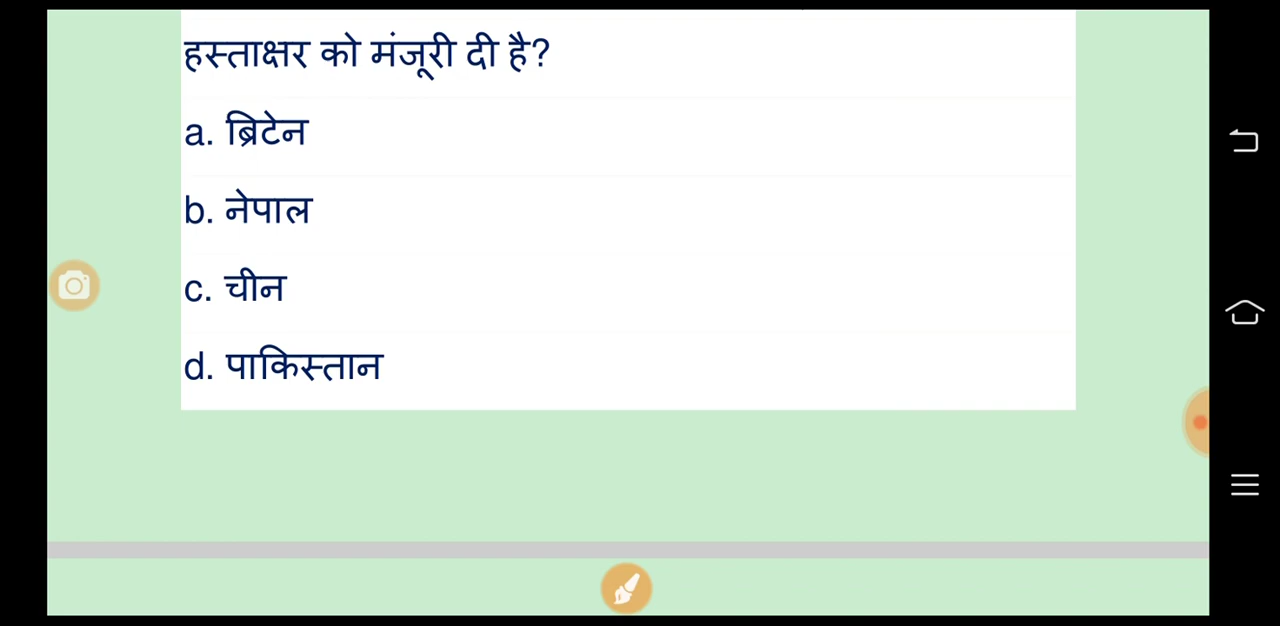 हस्ताक्षर को मंजूरी दी है?
a. ब्रिटेन
b. नेपाल
c. चीन
d. पाकिस्तान